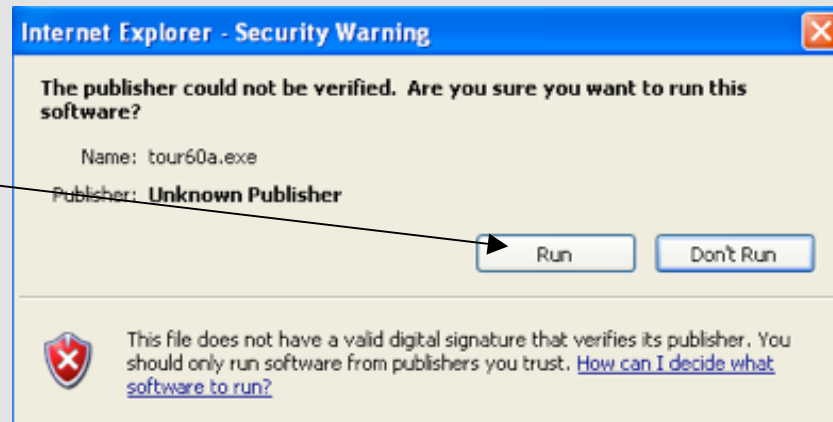 Internet Explorer - Security Warning
The publisher could not be verified. Are you sure you want to run this
software?
Name: tour60a.exe
Publisher: Unknown Publisher
Run Don't Run
This file does not have a valid digital signature that verifies its publisher. You
should only run software from publishers you trust. How can I decide what
software to run?